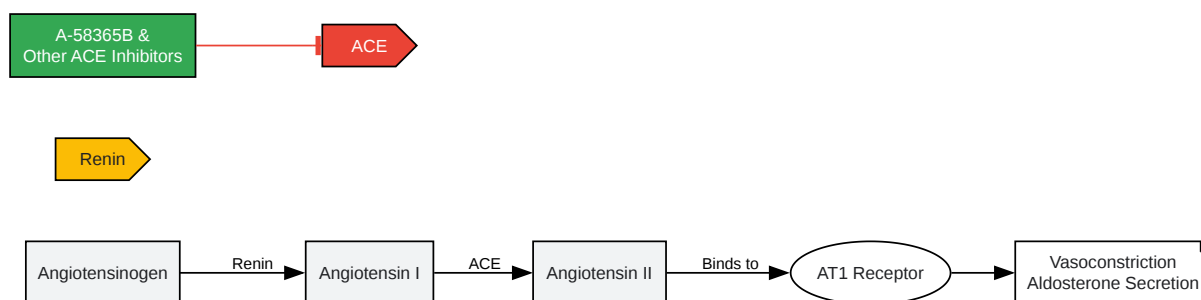 A-58365B &
Other ACE Inhibitors
ACE
Renin
Angiotensinogen
Renin
Angiotensin I
ACE
Angiotensin II
Binds to
AT1 Receptor
Vasoconstriction
Aldosterone Secretion